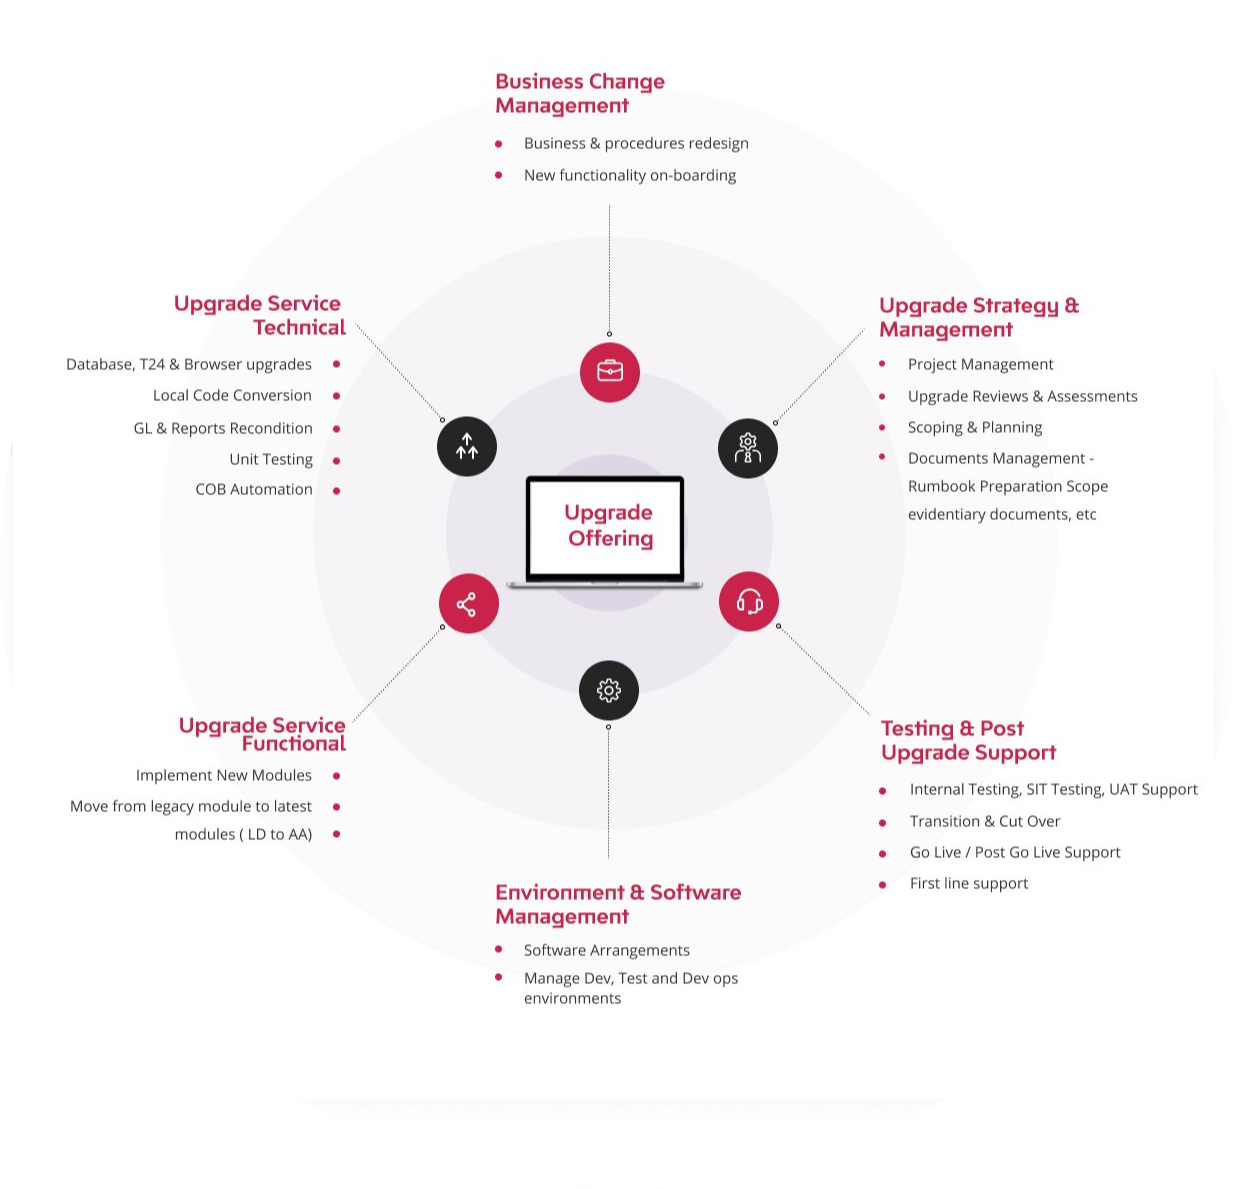 Business Change
Management
Business & procedures redesign
New functionality on-boarding
Upgrade Service
Technical
Database, T24 & Browser upgrades
Local Code Conversion
GL & Reports Recondition
Unit Testing
COB Automation
Upgrade Strategy &
Management
Project Management
Upgrade Reviews & Assessments
Scoping & Planning
Documents Management -
Rumbook Preparation Scope
evidentiary documents, etc
Upgrade
Offering
Upgrade Service
Functional
Implement New Modules
Move from legacy module to latest
modules ( LD to AA)
Testing & Post
Upgrade Support
Internal Testing, SIT Testing, UAT Support
Transition & Cut Over
Go Live / Post Go Live Support
First line support
Environment & Software
Management
Software Arrangements
Manage Dev, Test and Dev ops
environments